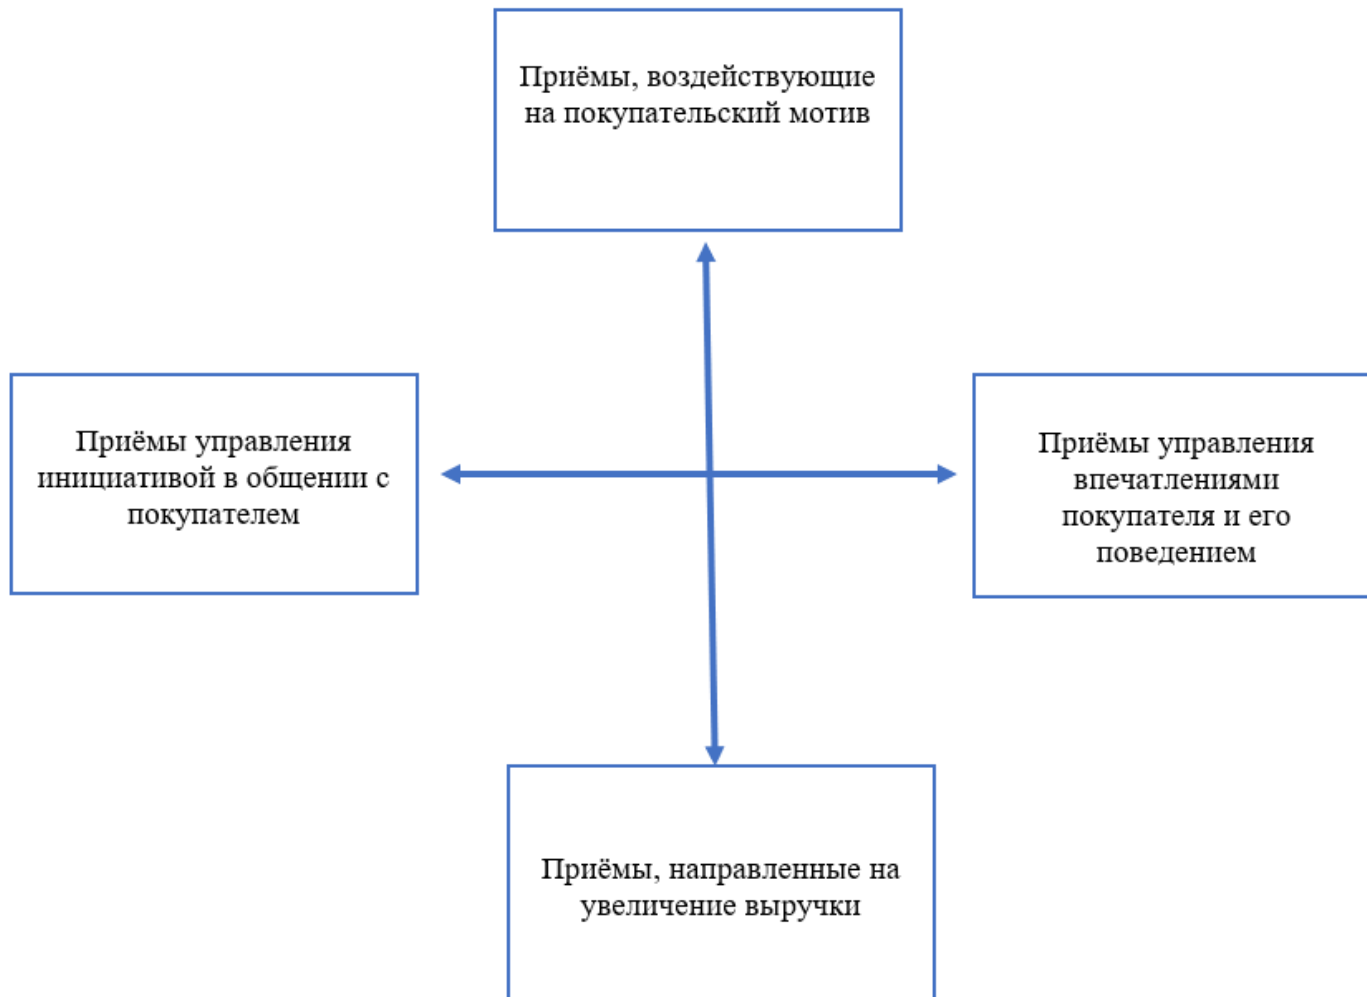 Приёмы, воздействующие
на покупательский мотив
Приёмы управления
инициативой в общении с
покупателем
Приёмы управления
впечатлениями
покупателя и его
поведением
Приёмы, направленные на
увеличение выручки